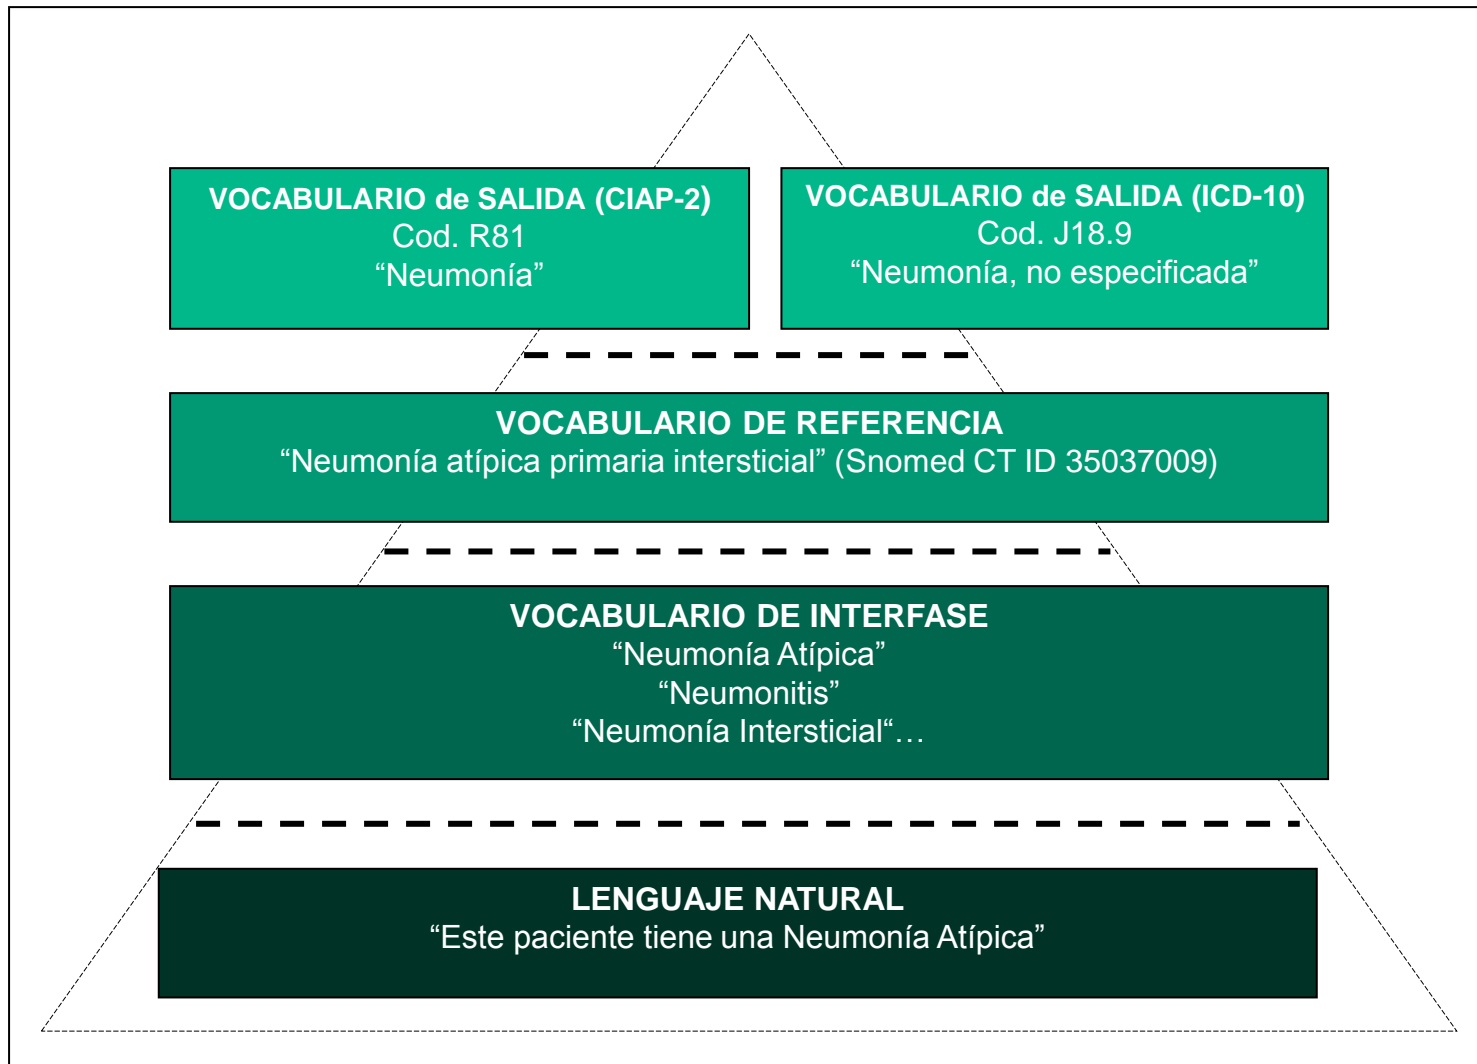 VOCABULARIO de SALIDA (CIAP-2)
Cod. R81
“Neumonía”
VOCABULARIO de SALIDA (ICD-10)
Cod. J18.9
“Neumonía, no especificada”
VOCABULARIO DE REFERENCIA
“Neumonía atípica primaria intersticial” (Snomed CT ID 35037009)
VOCABULARIO DE INTERFASE
“Neumonía Atípica”
“Neumonitis”
“Neumonía Intersticial“…
LENGUAJE NATURAL
“Este paciente tiene una Neumonía Atípica”